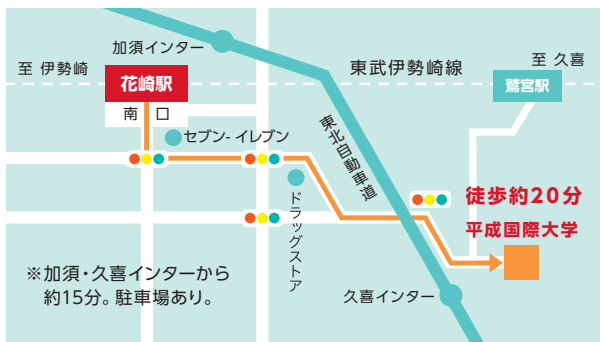 加須インター
至 伊勢崎
東武伊勢崎線
至 久喜
花崎駅
鷲宮駅
南 口
セブン-イレブン
東北自動車道
ドラッグストア
徒歩約20分
平成国際大学
※加須・久喜インターから
約15分。駐車場あり。
久喜インター